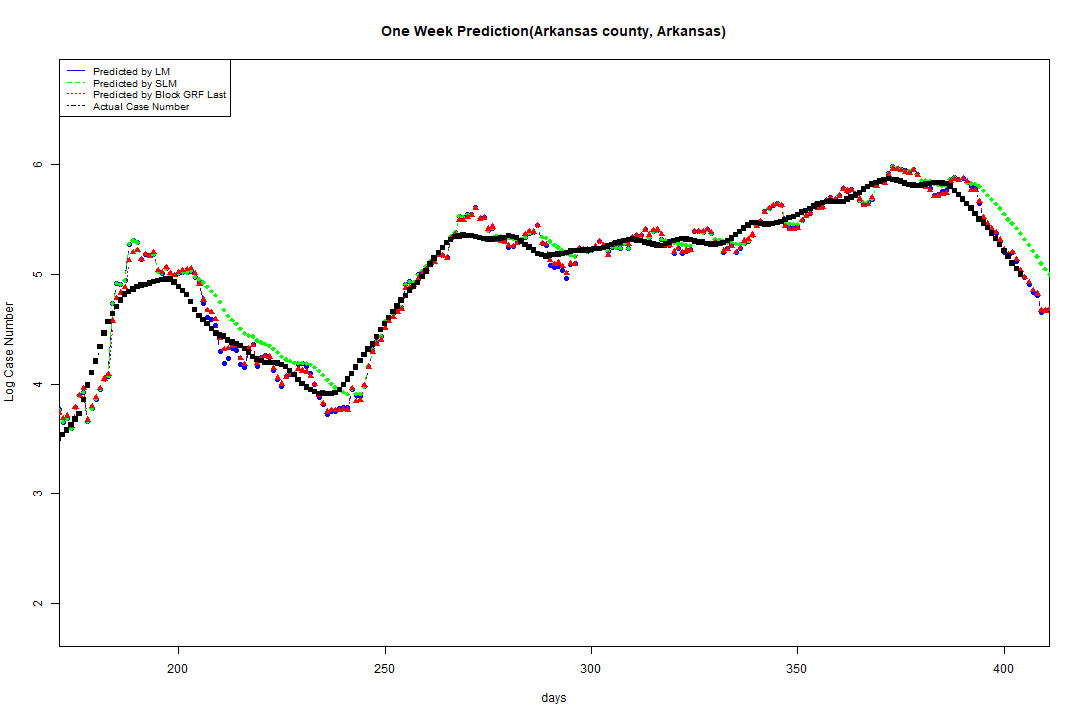 One Week Prediction(Arkansas county, Arkansas)
Predicted by LM
Predicted by SLM
Predicted by Block GRF Last
Actual Case Number
6
5
4
3
2
Log Case Number
200 250 300 350 400
days